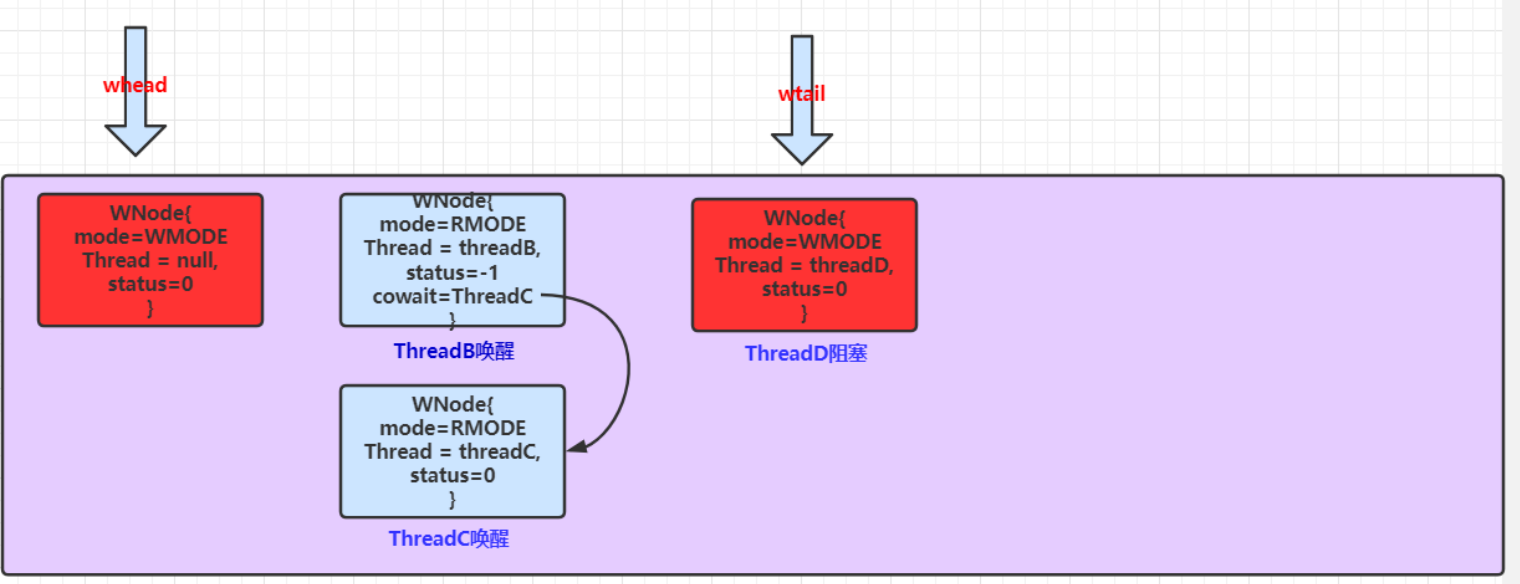 whead
wtail
WNode{
mode=WMODE
Thread = null,
status=0
}
WNode{
mode=RMODE
Thread = threadB,
status=-1
cowait=ThreadC
}
ThreadB唤醒
WNode{
mode=WMODE
Thread = threadD,
status=0
}
ThreadD阻塞
WNode{
mode=RMODE
Thread = threadC,
status=0
}
ThreadC唤醒